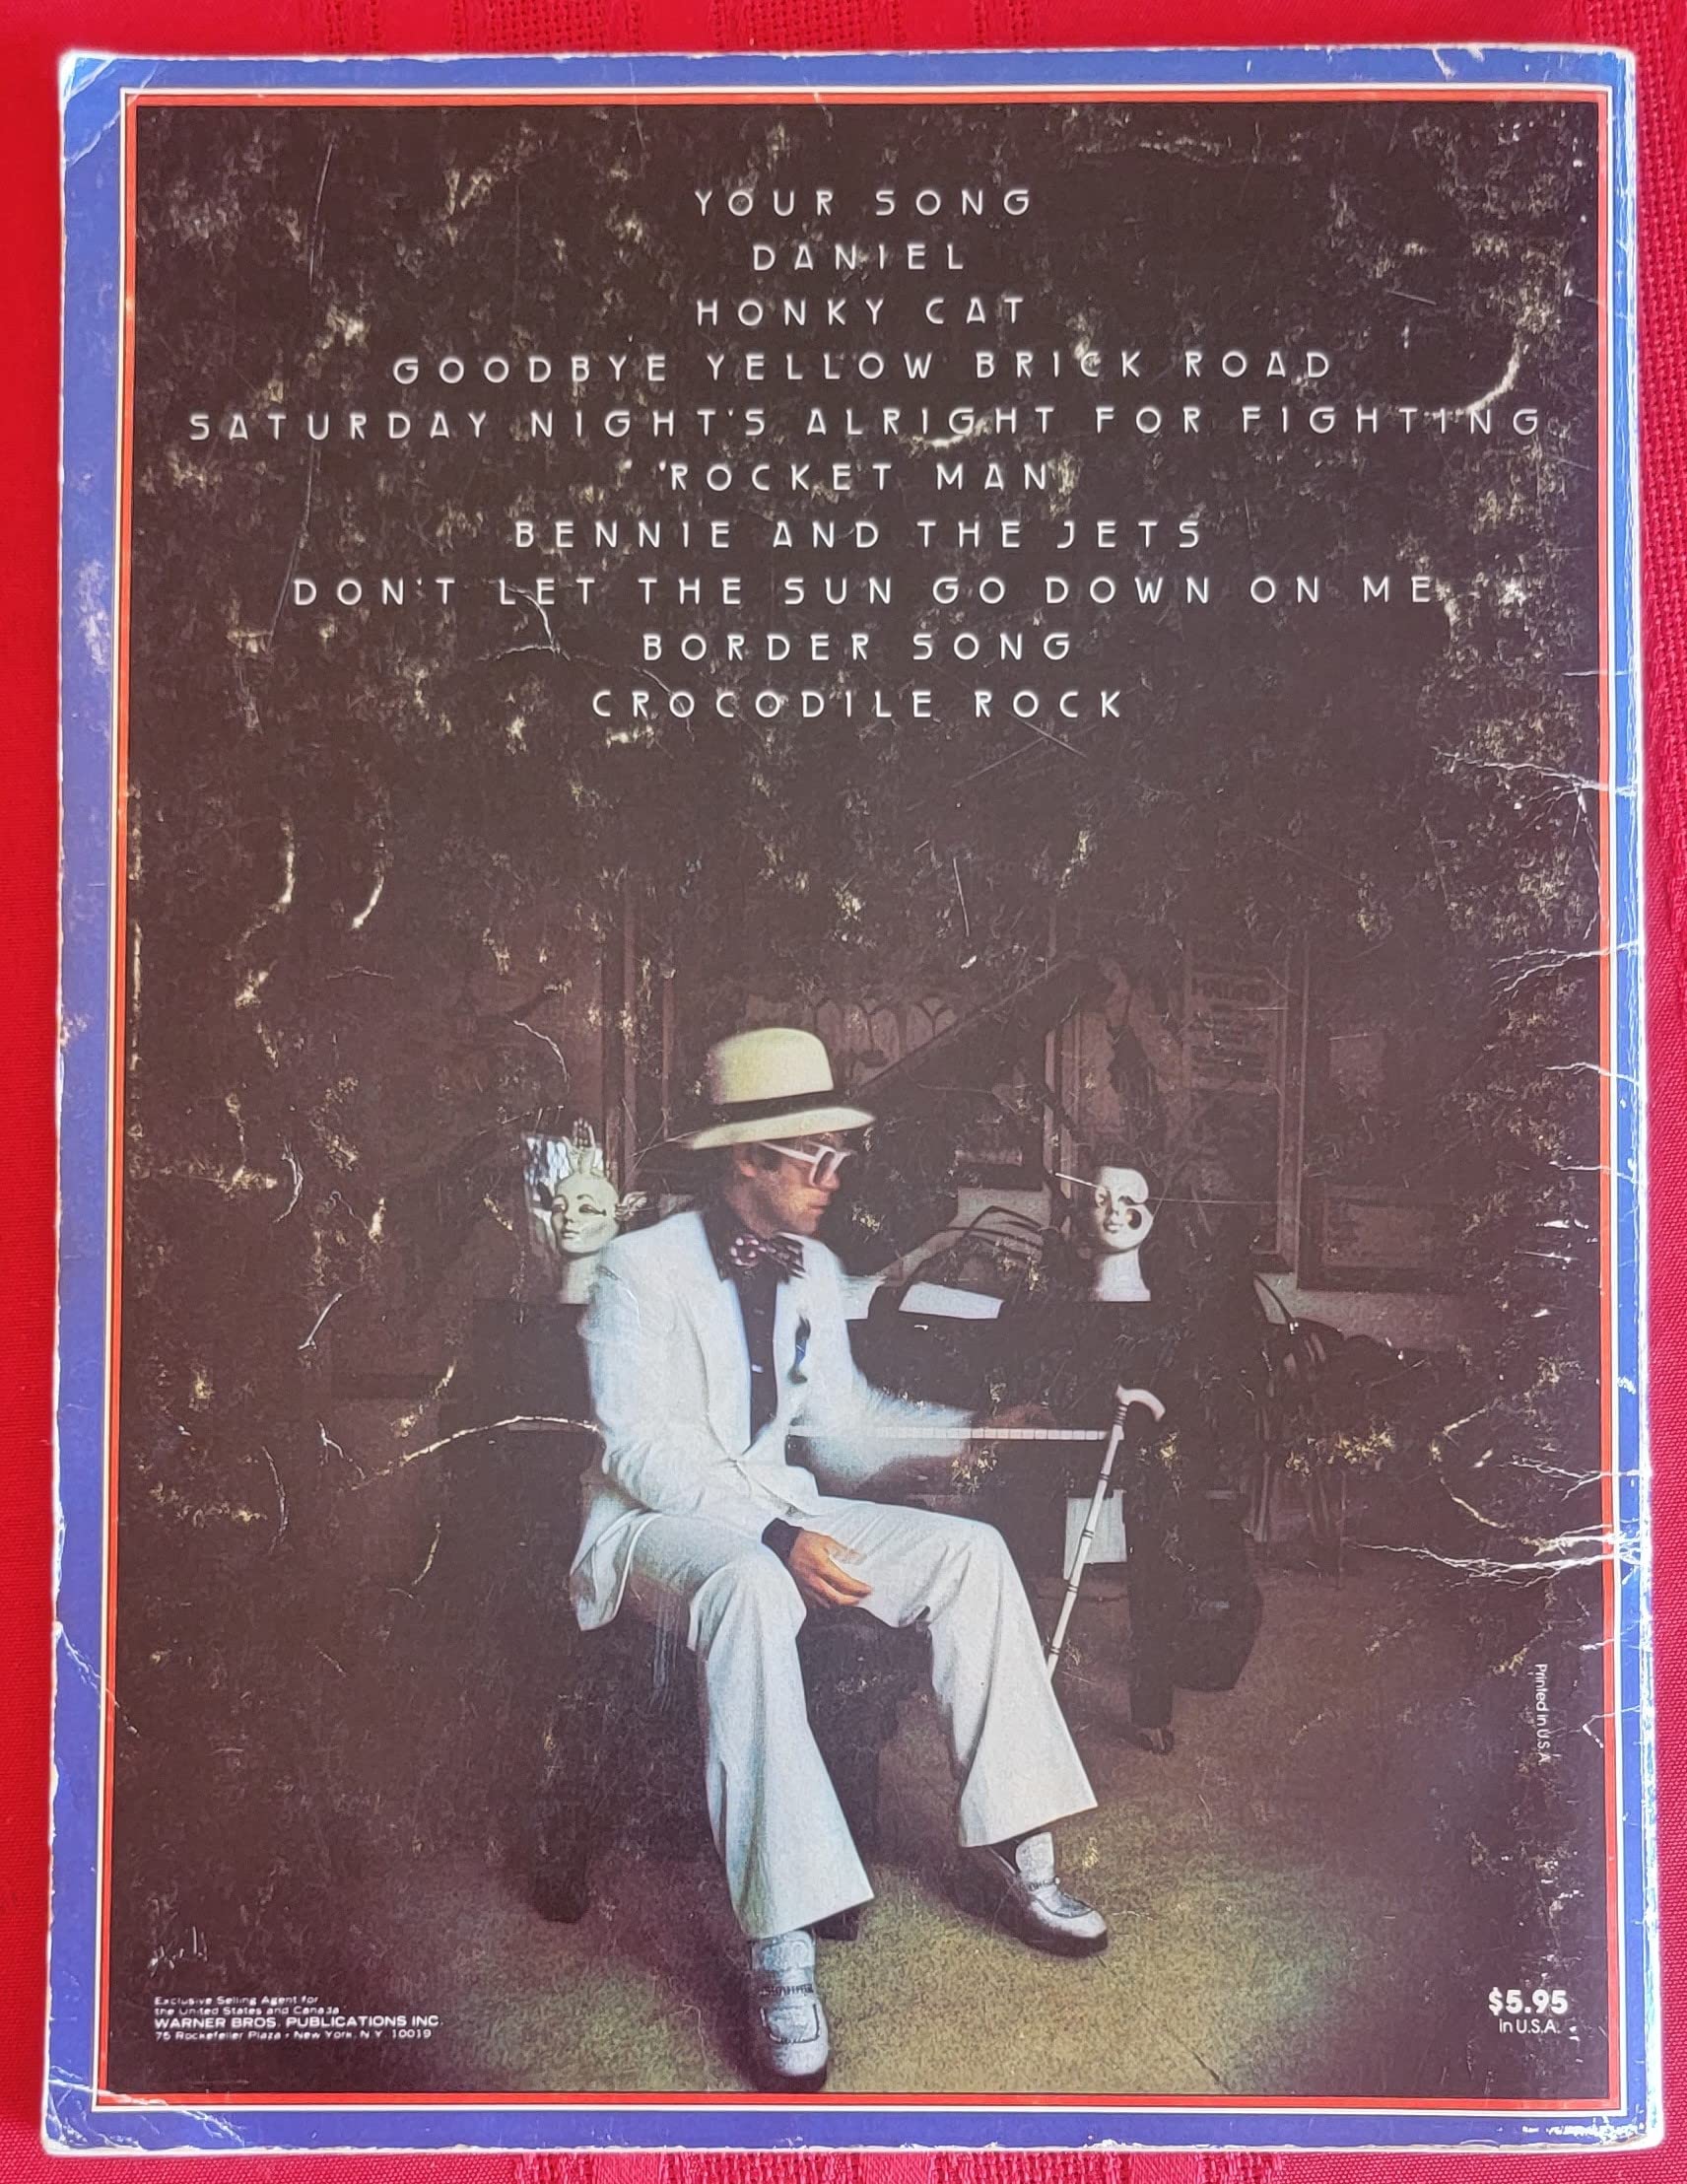 YOUR SONG
DANIEL
HONKY CAT
GOODBYE YELLOW BRICK ROAD
SATURDAY NIGHT'S ALRIGHT FOR FIGHTING
ROCKET MAN
BENNIE AND THE JETS
DON'T LET THE SUN GO DOWN ON ME
BORDER SONG
CROCODILE ROCK
Printed in U.S.A.
Exclusive Selling Agent for
the United States and Canada
WARNER BROS. PUBLICATIONS INC.
75 Rockefeller Plaza • New York, N.Y. 10019
$5.95
in U.S.A.